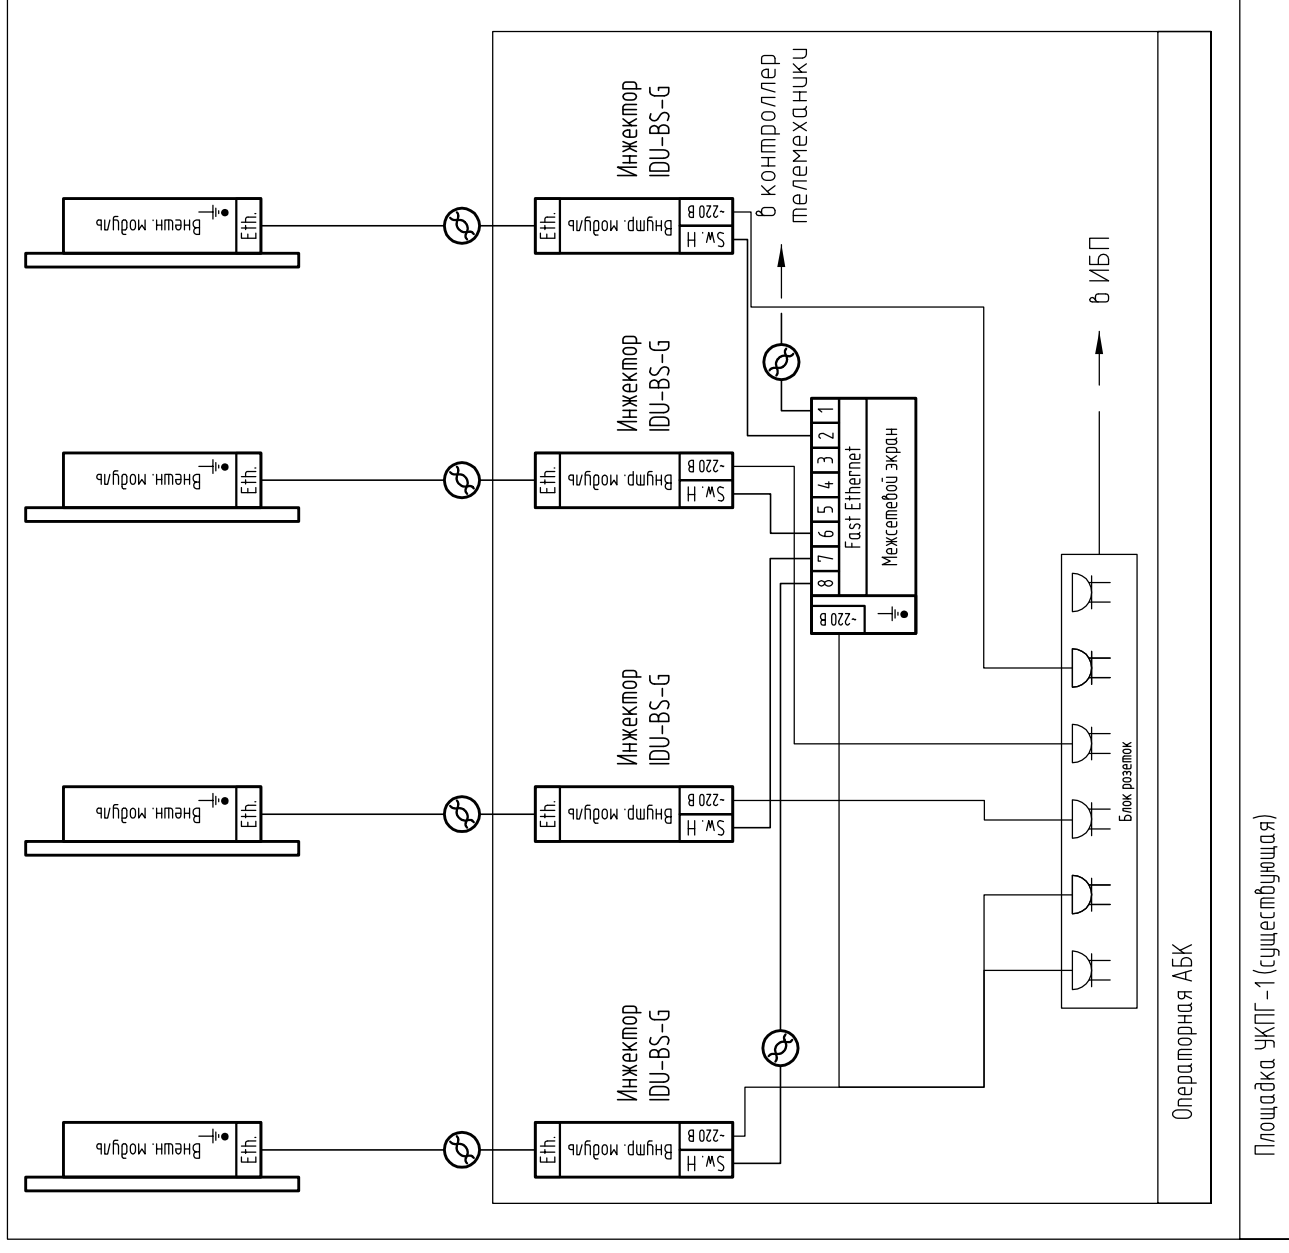 Внешн. модуль
Eth.
Внешн. модуль
Eth.
Внешн. модуль
Eth.
Внешн. модуль
Eth.
Eth.
Внутр. модуль
Sw. H
~220 В
Инжектор
IDU-BS-G
Eth.
Внутр. модуль
Sw. H
~220 В
Инжектор
IDU-BS-G
Eth.
Внутр. модуль
Sw. H
~220 В
Инжектор
IDU-BS-G
Eth.
Внутр. модуль
Sw. H
~220 В
Инжектор
IDU-BS-G
в контроллер
телемеханики
~220 В
8 7 6 5 4 3 2 1
Fast Ethernet
Межсетевой экран
в ИБП
Блок розеток
Операторная АБК
Площадка УКПГ-1 (существующая)